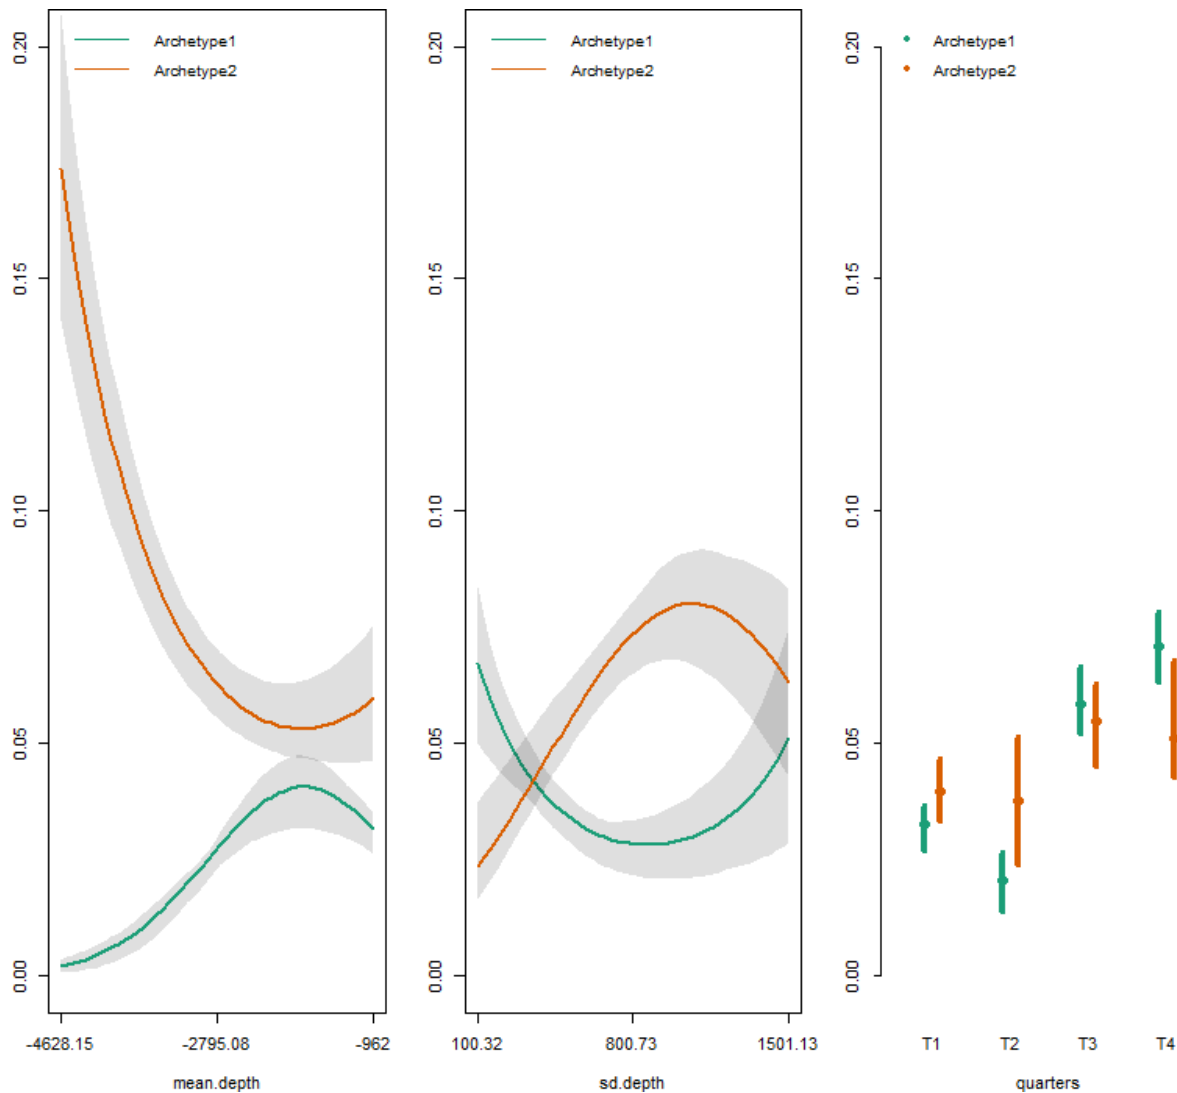 0.20
0.15
0.10
0.05
0.00
Archetype1
Archetype2
-4628.15 -2795.08 -962
mean.depth
0.20
0.15
0.10
0.05
0.00
Archetype1
Archetype2
100.32 800.73 1501.13
sd.depth
0.20
0.15
0.10
0.05
0.00
Archetype1
Archetype2
T1 T2 T3 T4
quarters